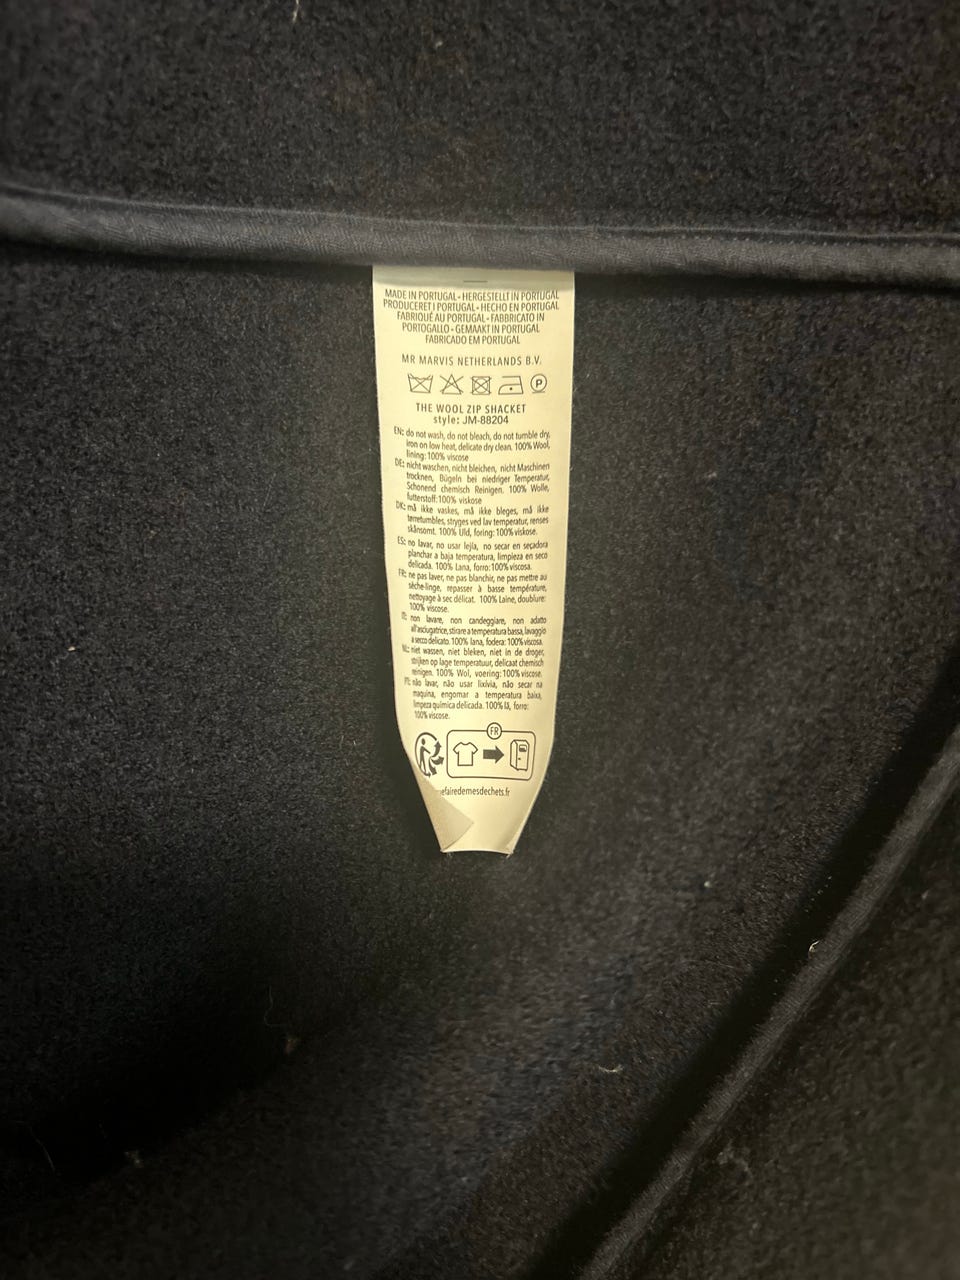 MADE IN PORTUGAL - HERGESTELLT IN PORTUGAL
PRODUCERET I PORTUGAL - HECHO EN PORTUGAL
FABRIQUÉ AU PORTUGAL - FABBRICATO IN
PORTOGALLO - GEMAAKT IN PORTUGAL
FABRICADO EM PORTUGAL
MR MARVIS NETHERLANDS B.V.
P
THE WOOL ZIP SHACKET
style: JM-88204
EN: do not wash, do not bleach, do not tumble dry,
iron on low heat, delicate dry clean. 100% Wool,
lining: 100% viscose
DE: nicht waschen, nicht bleichen, nicht Maschinen
trocknen, Bügeln bei niedriger Temperatur,
Schonend chemisch Reinigen. 100% Wolle,
futterstoff:100% viskose
DK: må ikke vaskes, må ikke bleges, må ikke
tørretumbles, stryges ved lav temperatur, renses
skånsomt. 100% Uld, foring: 100% viskose.
ES: no lavar, no usar lejía, no secar en secadora
planchar a baja temperatura, limpieza en seco
delicada. 100% Lana, forro: 100% viscosa.
FR: ne pas laver, ne pas blanchir, ne pas mettre au
sèche-linge, repasser à basse température,
nettoyage à sec délicat. 100% Laine, doublure:
100% viscose.
IT: non lavare, non candeggiare, non adatto
all'asciugatrice, stirare a temperatura bassa, lavaggio
a secco delicato. 100% lana, fodera: 100% viscosa.
NL: niet wassen, niet bleken, niet in de droger,
strijken op lage temperatuur, delicaat chemisch
reinigen. 100% Wol, voering: 100% viscose.
PT: não lavar, não usar lixívia, não secar na
maquina, engomar a temperatura baixa,
limpeza química delicada. 100% lã, forro:
100% viscose.
FR
efairedemesdechets.fr